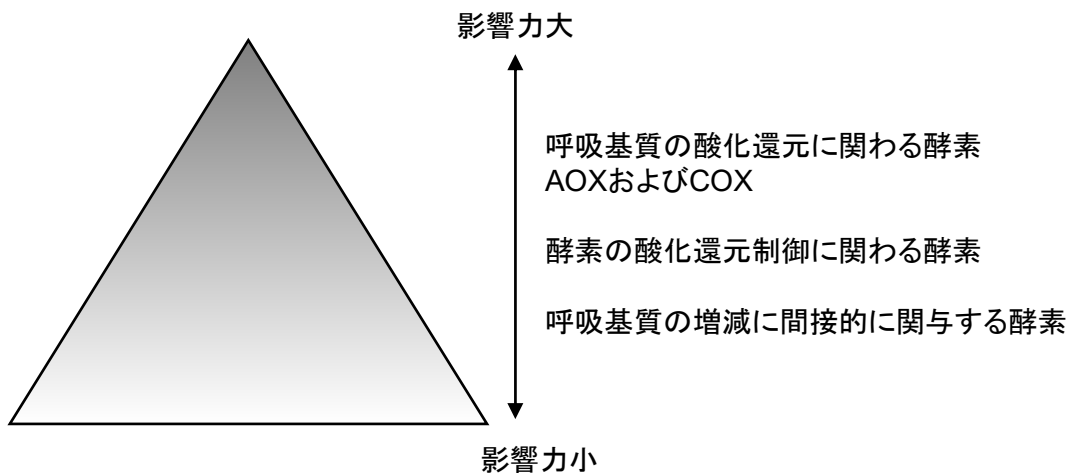 影響力大
呼吸基質の酸化還元に関わる酵素
AOXおよびCOX
酵素の酸化還元制御に関わる酵素
呼吸基質の増減に間接的に関与する酵素
影響力小